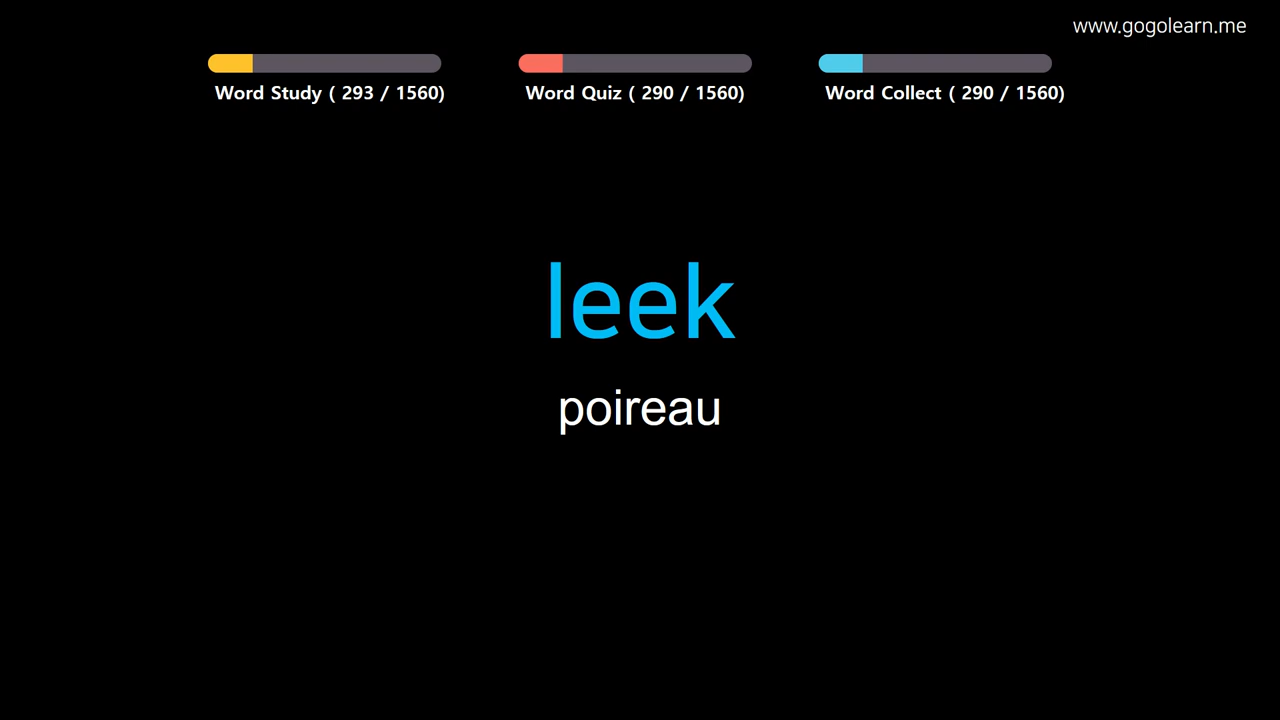 www.gogolearn.me
Word Study ( 293 / 1560)
Word Quiz ( 290 / 1560)
Word Collect ( 290 / 1560)
leek
poireau